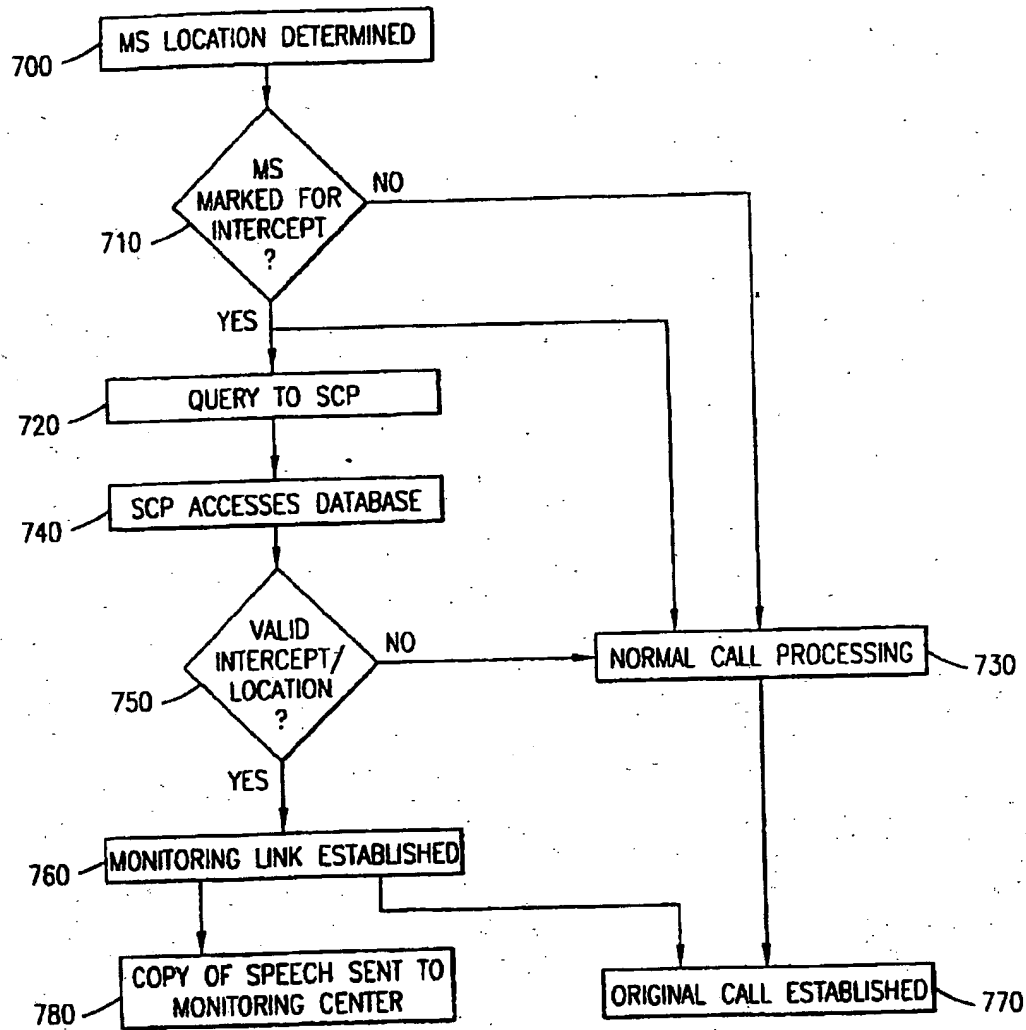 MS LOCATION DETERMINED
700
MS
MARKED FOR
INTERCEPT
?
NO
710
YES
QUERY TO SCP
720
SCP ACCESSES DATABASE
740
VALID
INTERCEPT/
LOCATION
?
NO
750
NORMAL CALL PROCESSING
730
YES
MONITORING LINK ESTABLISHED
760
COPY OF SPEECH SENT TO
MONITORING CENTER
780
ORIGINAL CALL ESTABLISHED
770